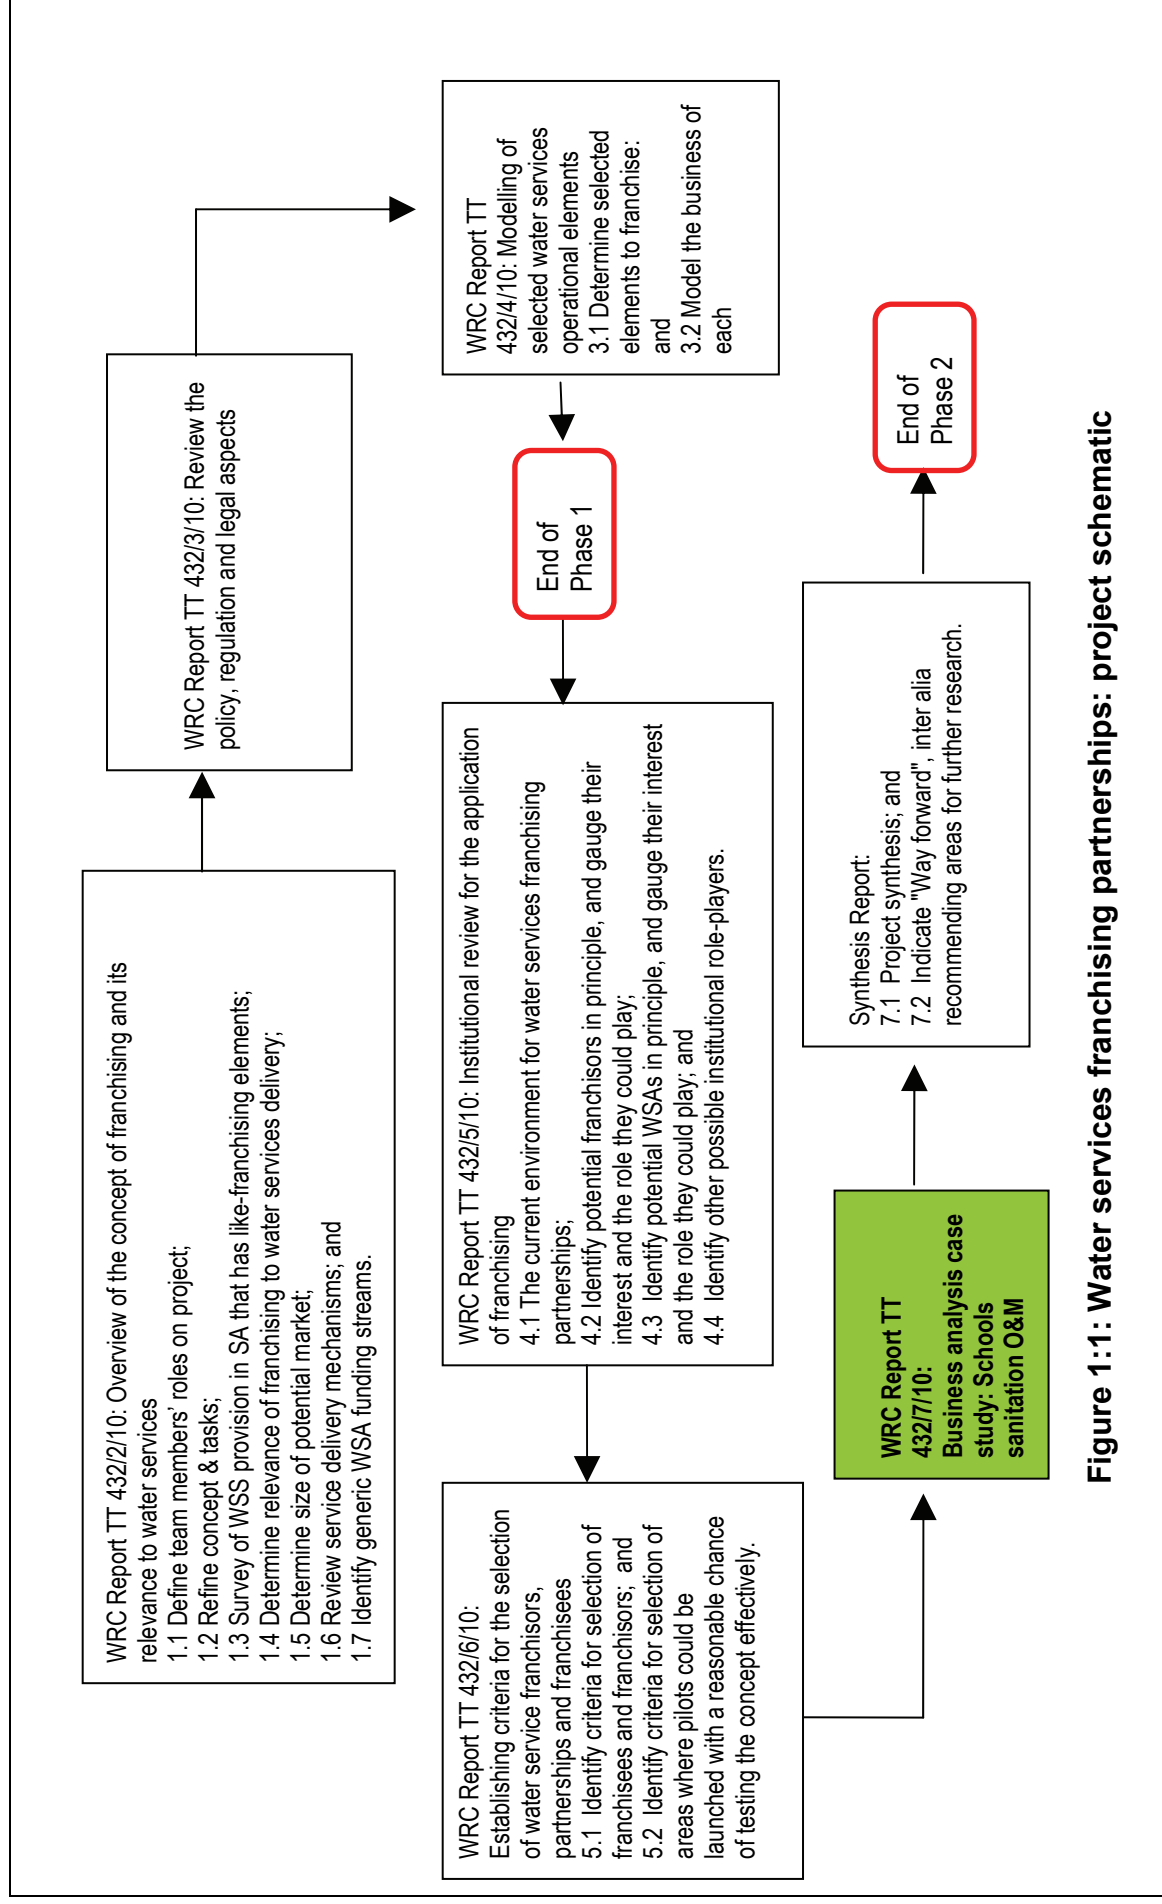 WRC Report TT 432/2/10: Overview of the concept of franchising and its
relevance to water services
1.1 Define team members' roles on project;
1.2 Refine concept & tasks;
1.3 Survey of WSS provision in SA that has like-franchising elements;
1.4 Determine relevance of franchising to water services delivery;
1.5 Determine size of potential market;
1.6 Review service delivery mechanisms; and
1.7 Identify generic WSA funding streams.
WRC Report TT 432/3/10: Review the
policy, regulation and legal aspects
WRC Report TT
432/4/10: Modelling of
selected water services
operational elements
3.1 Determine selected
elements to franchise:
and
3.2 Model the business of
each
End of
Phase 1
WRC Report TT 432/5/10: Institutional review for the application
of franchising
4.1 The current environment for water services franchising
partnerships;
4.2 Identify potential franchisors in principle, and gauge their
interest and the role they could play;
4.3 Identify potential WSAs in principle, and gauge their interest
and the role they could play; and
4.4 Identify other possible institutional role-players.
WRC Report TT 432/6/10:
Establishing criteria for the selection
of water service franchisors,
partnerships and franchisees
5.1 Identify criteria for selection of
franchisees and franchisors; and
5.2 Identify criteria for selection of
areas where pilots could be
launched with a reasonable chance
of testing the concept effectively.
WRC Report TT
432/7/10:
Business analysis case
study: Schools
sanitation O&M
Synthesis Report:
7.1 Project synthesis; and
7.2 Indicate "Way forward", inter alia
recommending areas for further research.
End of
Phase 2
Figure 1:1: Water services franchising partnerships: project schematic